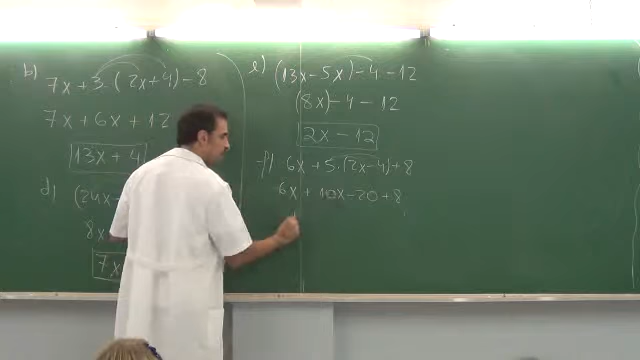 b) 7x + 3·(2x+4) - 8
7x + 6x + 12
13x + 4
d) (24x
8x
7x
e) (13x - 5x) - 4 - 12
(8x) - 4 - 12
2x - 12
f) 6x + 5·(2x-4) + 8
6x + 10x - 20 + 8